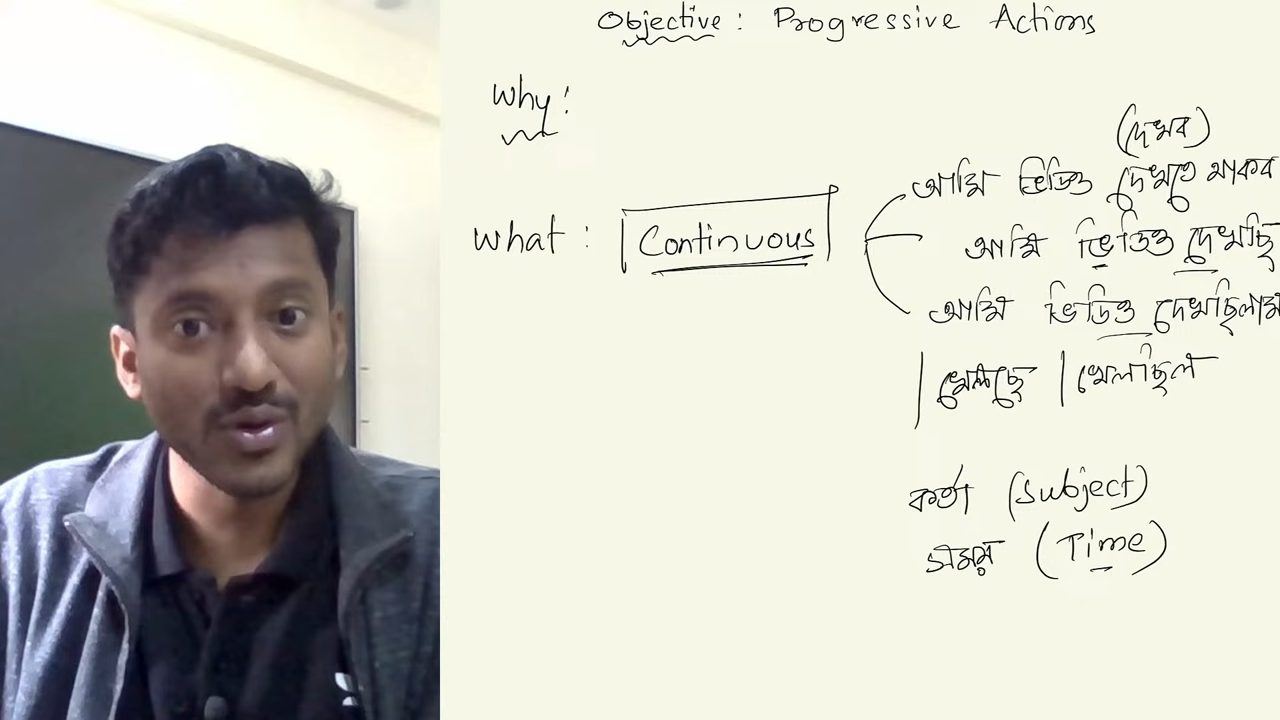 Objective : Progressive Actions
Why :
(দেখব)
আমি ভিডিও দেখতে থাকব
What : Continuous
আমি ভিডিও দেখছি
আমি ভিডিও দেখছিলাম
| খেলছে | খেলছিল
কর্তা (Subject)
সময় (Time)